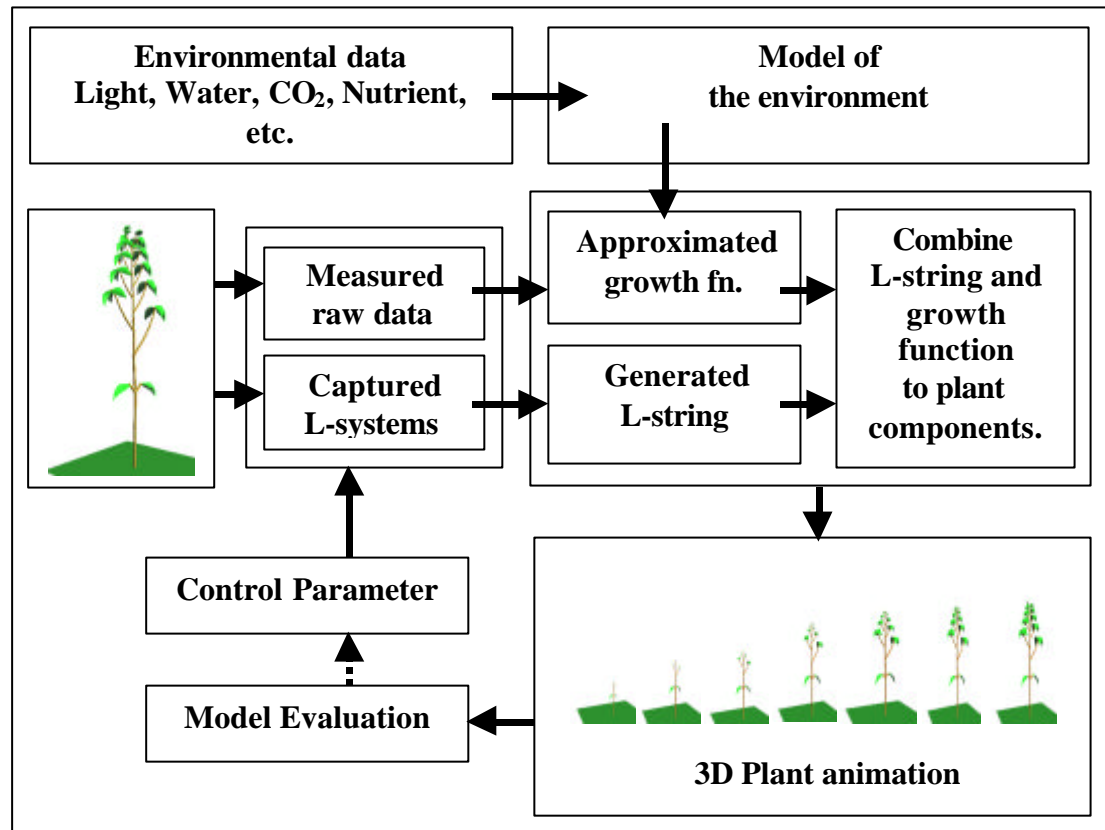 Environmental data
Light, Water, CO₂, Nutrient,
etc.
Model of
the environment
Measured
raw data
Captured
L-systems
Approximated
growth fn.
Generated
L-string
Combine
L-string and
growth
function
to plant
components.
Control Parameter
Model Evaluation
3D Plant animation